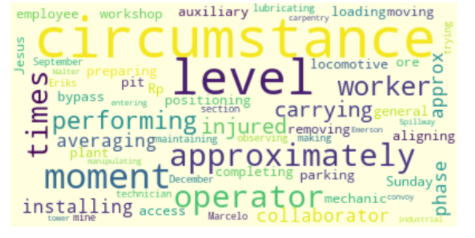 employee workshop auxiliary lubricating carpentry loading moving
Jesus circumstance trying
September preparing locomotive ore
Walter Eriks pit Rp level worker approx
bypass positioning
times entering section carrying general
performing injured removing Emerson Spillway
averaging maintaining observing making aligning
plant approximately phase
manipulating completing parking
moment December Sunday
technician operator mechanic convoy
installing access collaborator
tower mine Marcelo industrial